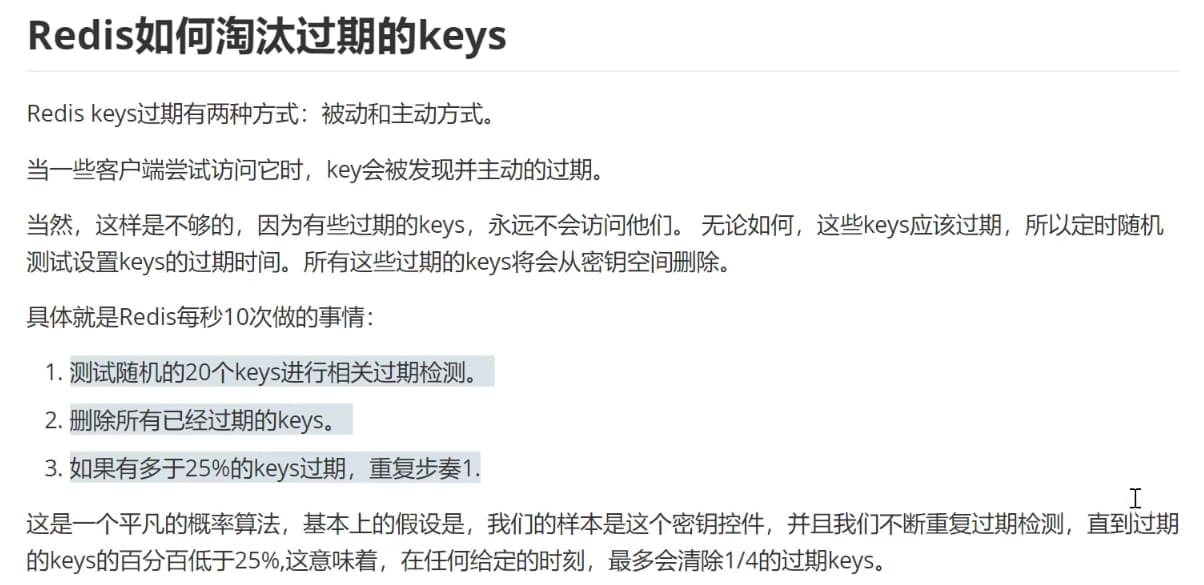 Redis如何淘汰过期的keys
Redis keys过期有两种方式：被动和主动方式。
当一些客户端尝试访问它时，key会被发现并主动的过期。
当然，这样是不够的，因为有些过期的keys，永远不会访问他们。 无论如何，这些keys应该过期，所以定时随机
测试设置keys的过期时间。所有这些过期的keys将会从密钥空间删除。
具体就是Redis每秒10次做的事情：
1. 测试随机的20个keys进行相关过期检测。
2. 删除所有已经过期的keys。
3. 如果有多于25%的keys过期，重复步奏1.
这是一个平凡的概率算法，基本上的假设是，我们的样本是这个密钥控件，并且我们不断重复过期检测，直到过期
的keys的百分百低于25%,这意味着，在任何给定的时刻，最多会清除1/4的过期keys。